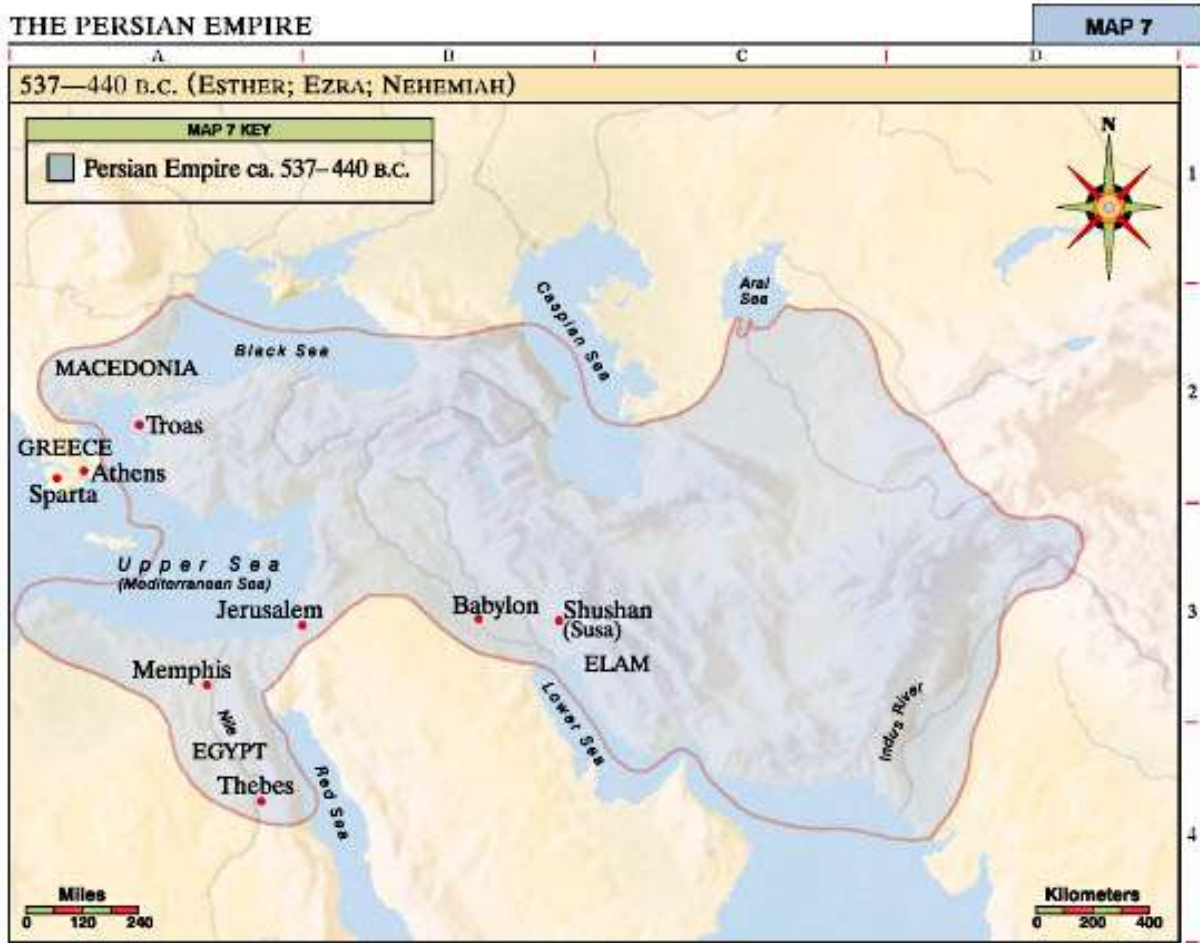 THE PERSIAN EMPIRE
MAP 7
A B C D
537—440 B.C. (ESTHER; EZRA; NEHEMIAH)
MAP 7 KEY
Persian Empire ca. 537–440 B.C.
N
1
Caspian Sea
Aral
Sea
Black Sea
MACEDONIA
2
Troas
GREECE
Athens
Sparta
Upper Sea
(Mediterranean Sea)
Jerusalem
Babylon
Shushan
(Susa)
3
ELAM
Memphis
Nile
Lower Sea
Indus River
EGYPT
Thebes
Red Sea
4
Miles
0 120 240
Kilometers
0 200 400